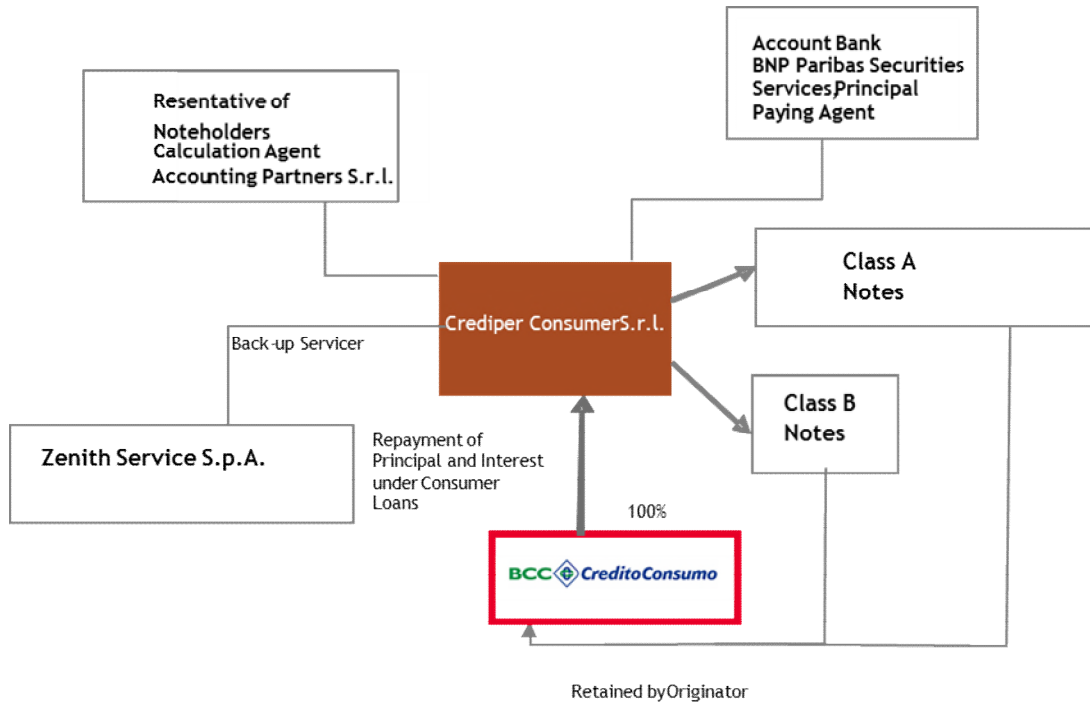 Account Bank
BNP Paribas Securities
Services,Principal
Paying Agent
Resentative of
Noteholders
Calculation Agent
Accounting Partners S.r.l.
Class A
Notes
Crediper ConsumerS.r.l.
Back-up Servicer
Class B
Notes
Zenith Service S.p.A.
Repayment of
Principal and Interest
under Consumer
Loans
100%
BCC CreditoConsumo
Retained byOriginator